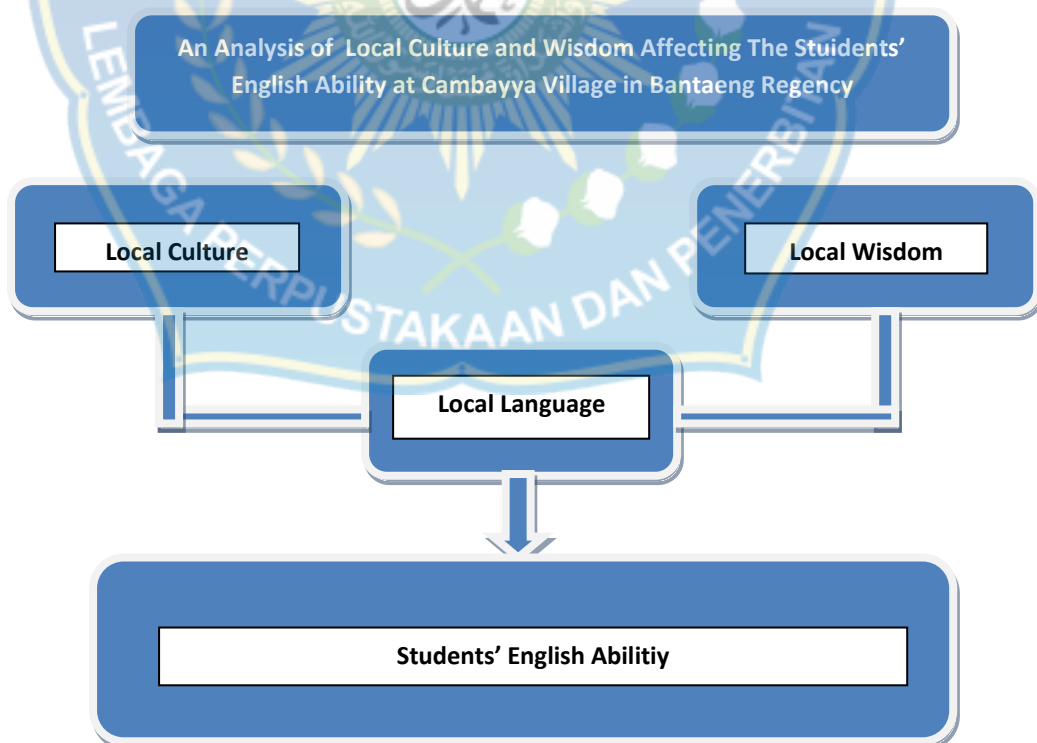 An Analysis of Local Culture and Wisdom Affecting The Stuidents’
English Ability at Cambayya Village in Bantaeng Regency
Local Culture
Local Wisdom
Local Language
Students’ English Abilitiy
LEMBAGA PERPUSTAKAAN DAN PENERBITAN